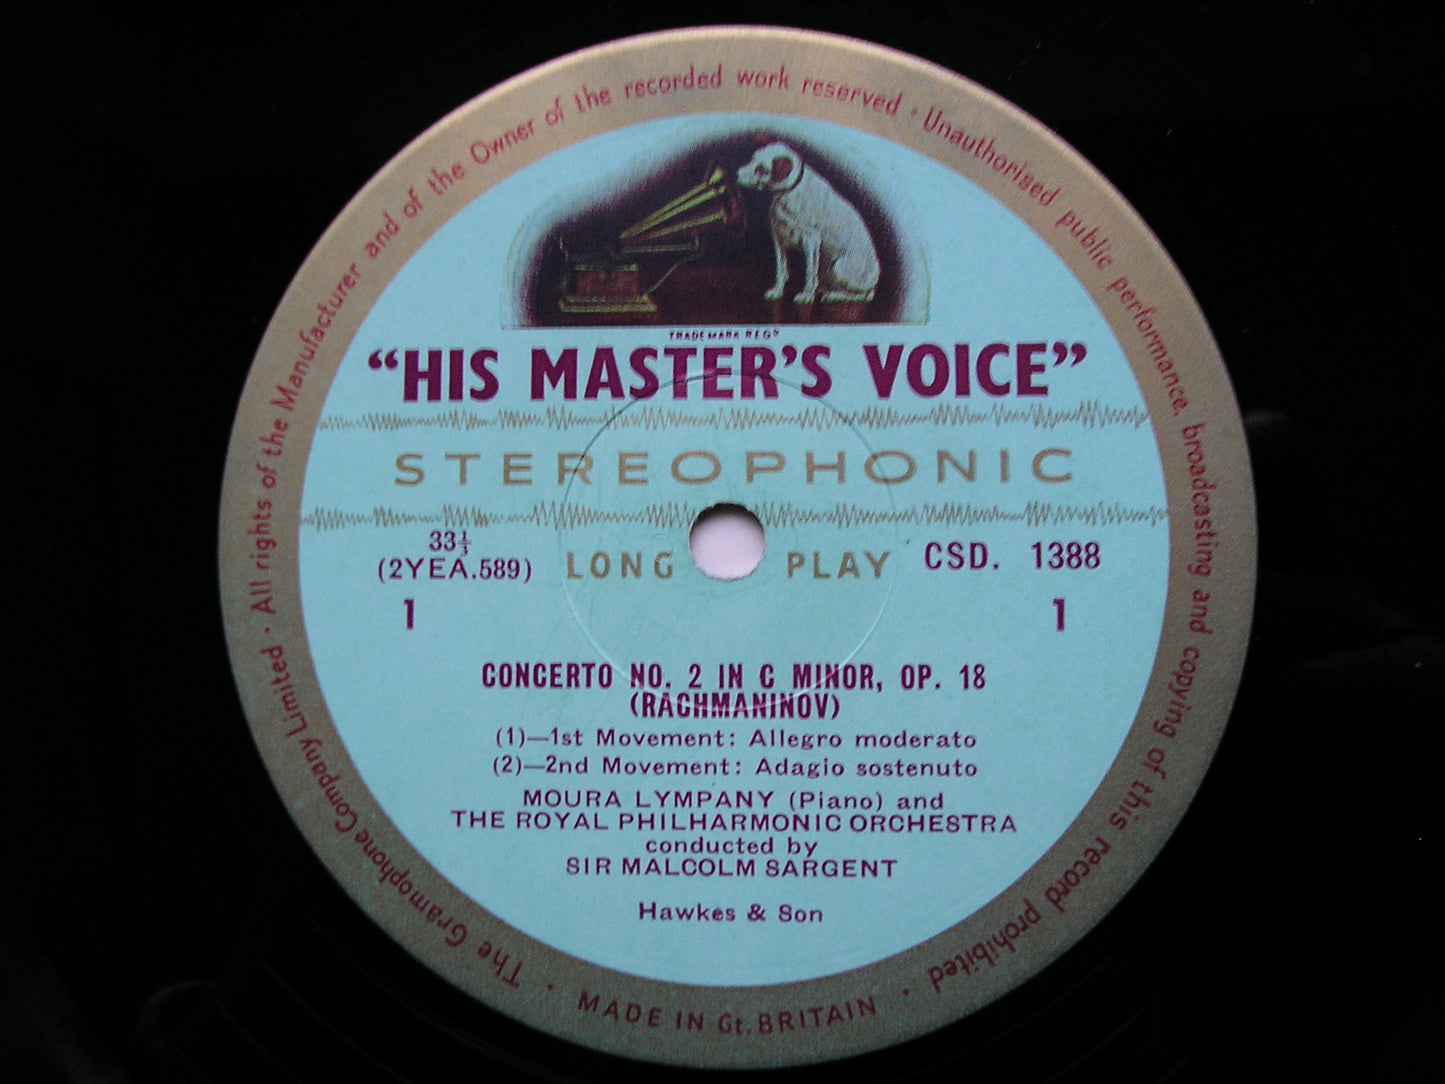 The Gramophone Company Limited · All rights of the Manufacturer and of the Owner of the recorded work reserved · Unauthorised public performance, broadcasting and copying of this record prohibited ·
TRADE MARK REGD
“HIS MASTER'S VOICE”
STEREOPHONIC
33⅓
(2YEA.589)
LONG PLAY
CSD. 1388
1
1
CONCERTO NO. 2 IN C MINOR, OP. 18
(RACHMANINOV)
(1)—1st Movement: Allegro moderato
(2)—2nd Movement: Adagio sostenuto
MOURA LYMPANY (Piano) and
THE ROYAL PHILHARMONIC ORCHESTRA
conducted by
SIR MALCOLM SARGENT
Hawkes & Son
· MADE IN Gt. BRITAIN ·